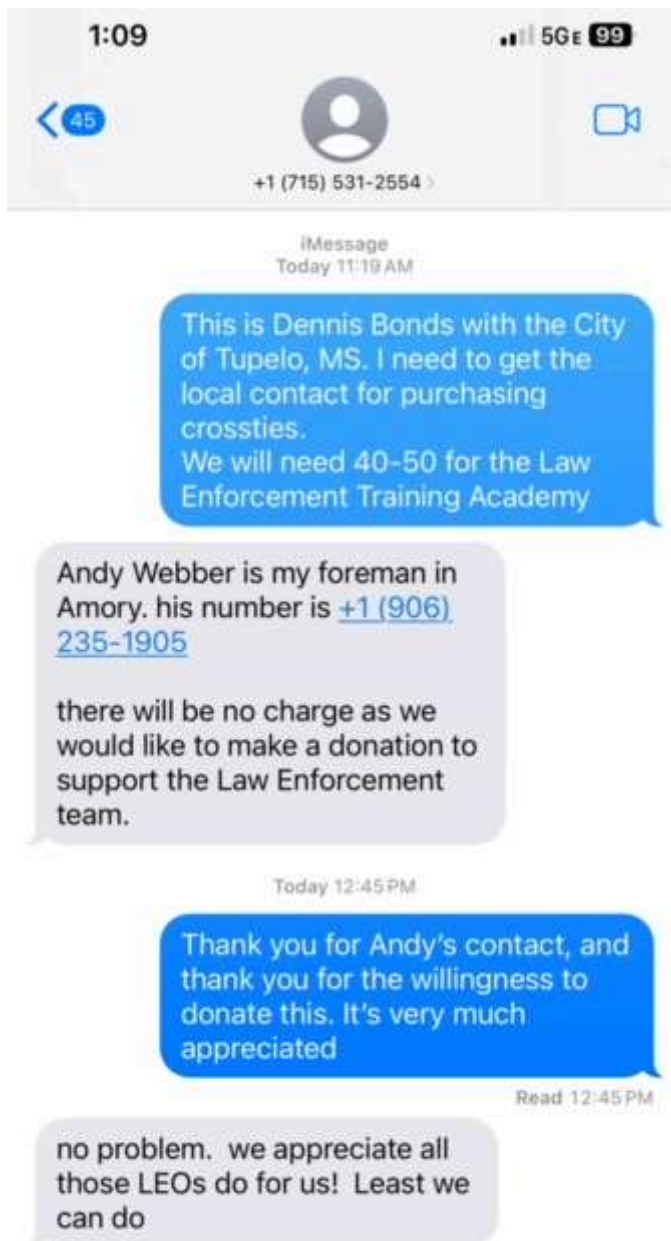 1:09
5GE 99
45
+1 (715) 531-2554 >
iMessage
Today 11:19 AM
This is Dennis Bonds with the City
of Tupelo, MS. I need to get the
local contact for purchasing
crossties.
We will need 40-50 for the Law
Enforcement Training Academy
Andy Webber is my foreman in
Amory. his number is +1 (906)
235-1905
there will be no charge as we
would like to make a donation to
support the Law Enforcement
team.
Today 12:45 PM
Thank you for Andy's contact, and
thank you for the willingness to
donate this. It's very much
appreciated
Read 12:45 PM
no problem.  we appreciate all
those LEOs do for us!  Least we
can do